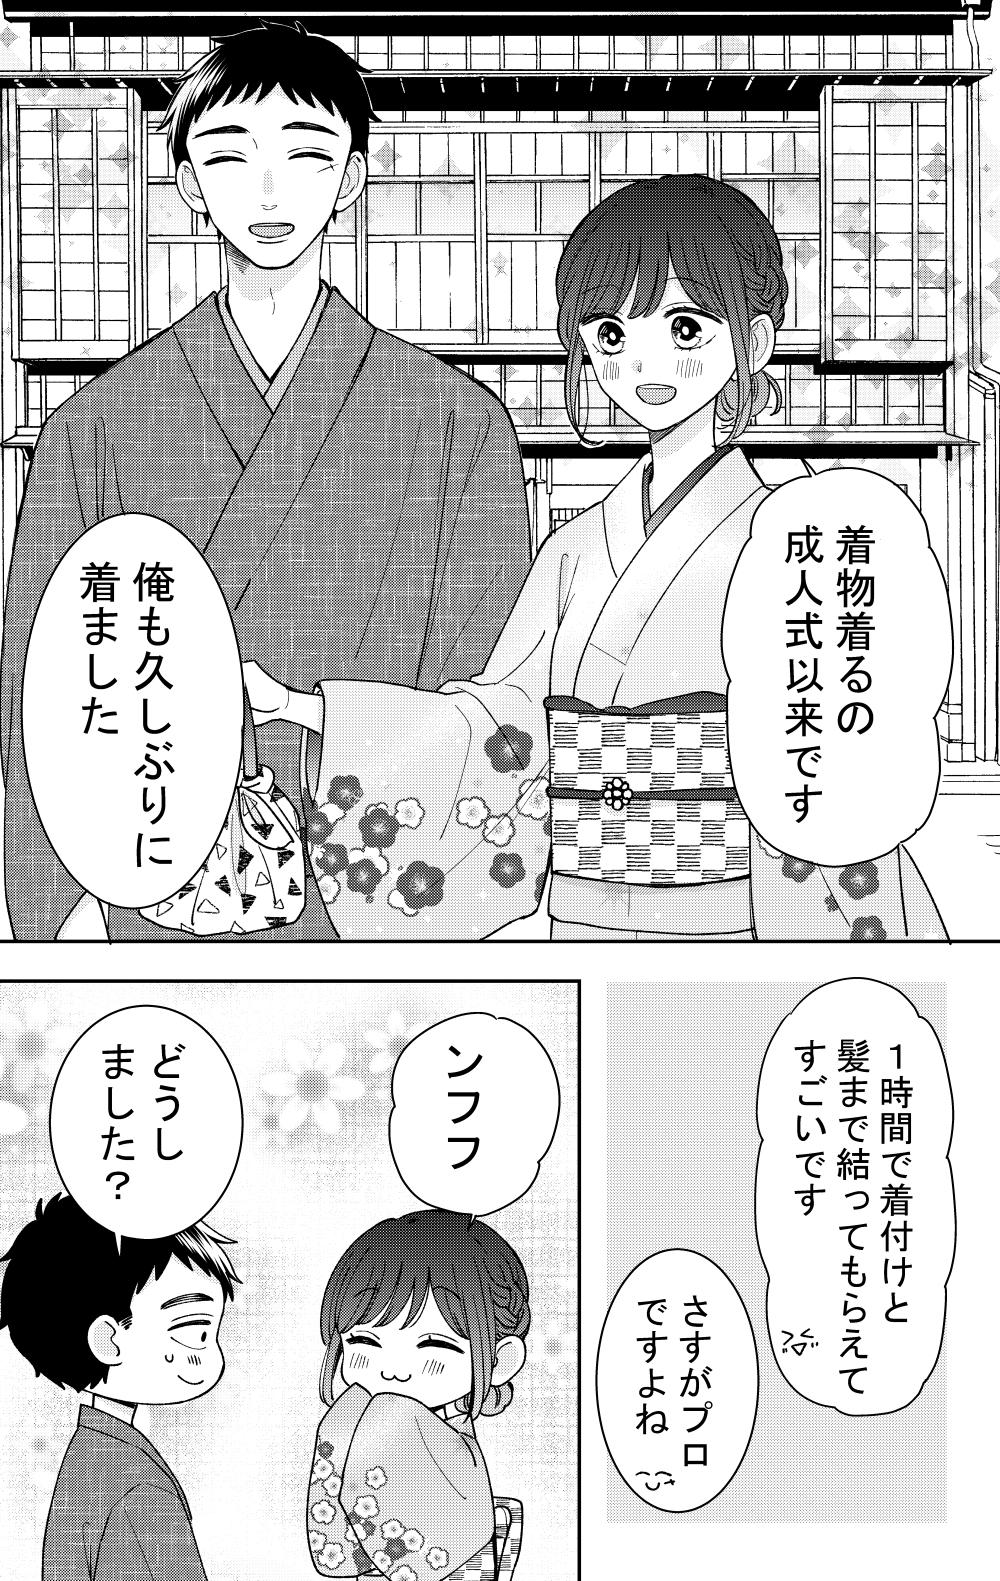 着物着るの
成人式以来です
俺も久しぶりに
着ました
１時間で着付けと
髪まで結ってもらえて
すごいです
さすがプロ
ですよね
ンフフ
どうし
ました？